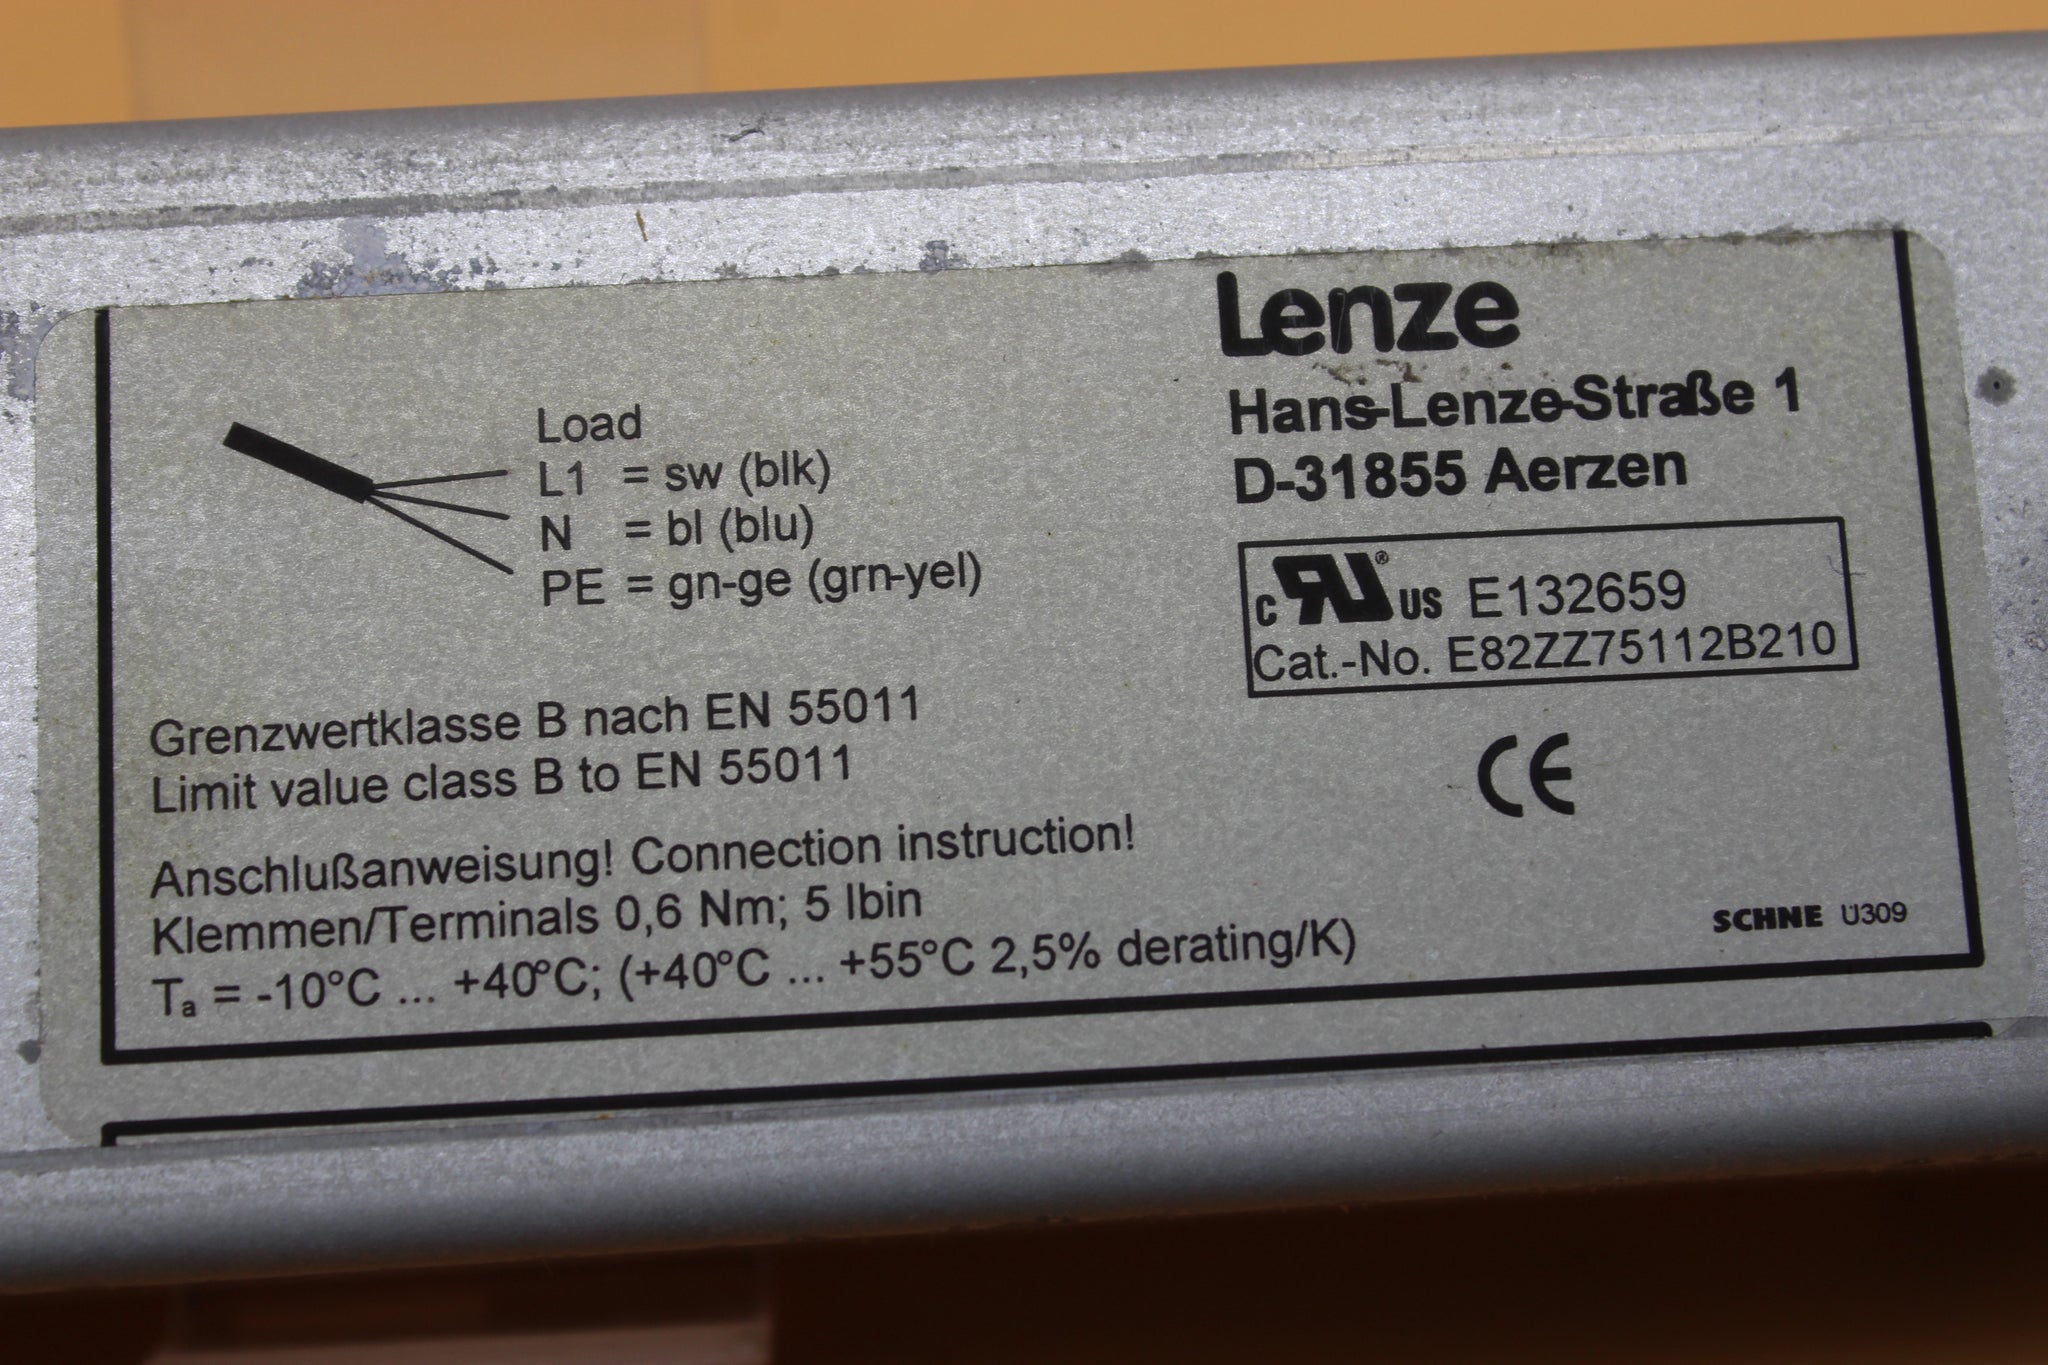 Lenze
Hans-Lenze-Straße 1
D-31855 Aerzen
Load
L1 = sw (blk)
N = bl (blu)
PE = gn-ge (grn-yel)
c RU® US E132659
Cat.-No. E82ZZ75112B210
Grenzwertklasse B nach EN 55011
Limit value class B to EN 55011
CE
Anschlußanweisung! Connection instruction!
Klemmen/Terminals 0,6 Nm; 5 lbin
Ta = -10°C ... +40°C; (+40°C ... +55°C 2,5% derating/K)
SCHNE Ü309